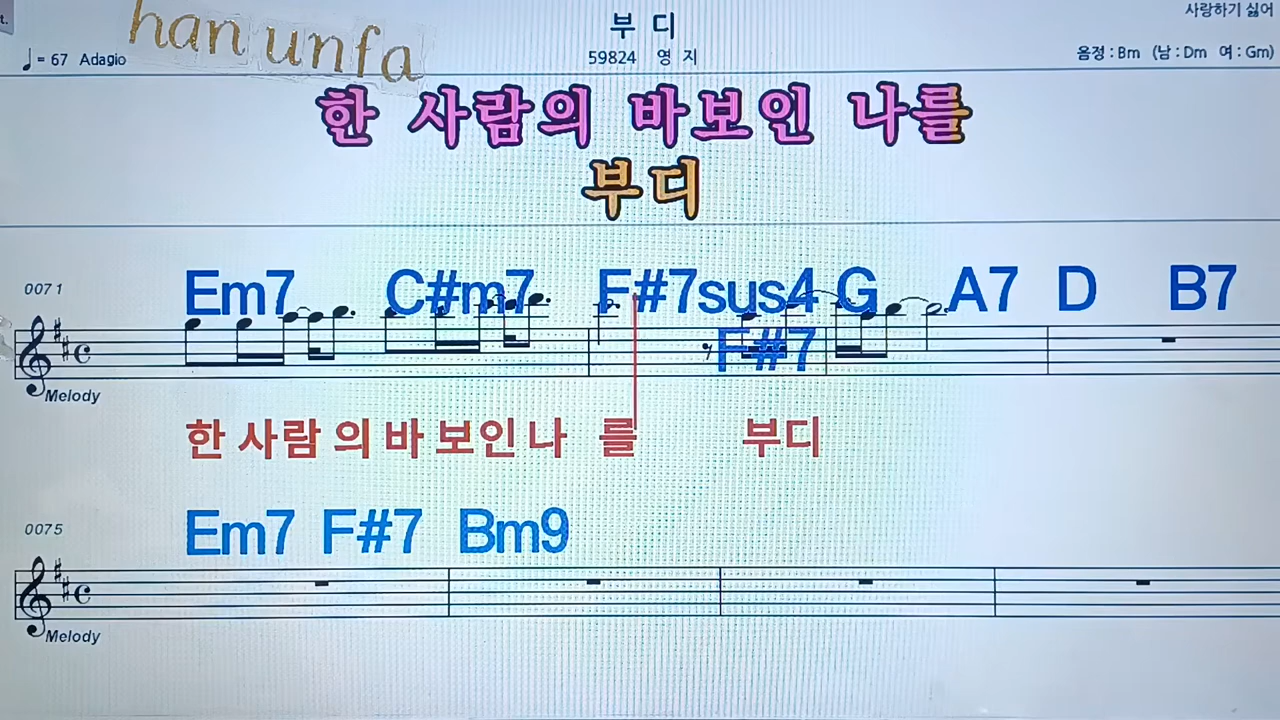 t.
han unfa
부 디
사랑하기 싫어
♩= 67 Adagio
59824 영 지
음정 : Bm (남 : Dm 여 : Gm)
한 사람의 바보인 나를
부디
0071
Em7 C#m7 F#7sus4 G A7 D B7
F#7
Melody
한 사람 의 바 보인 나 를 부디
0075
Em7 F#7 Bm9
Melody